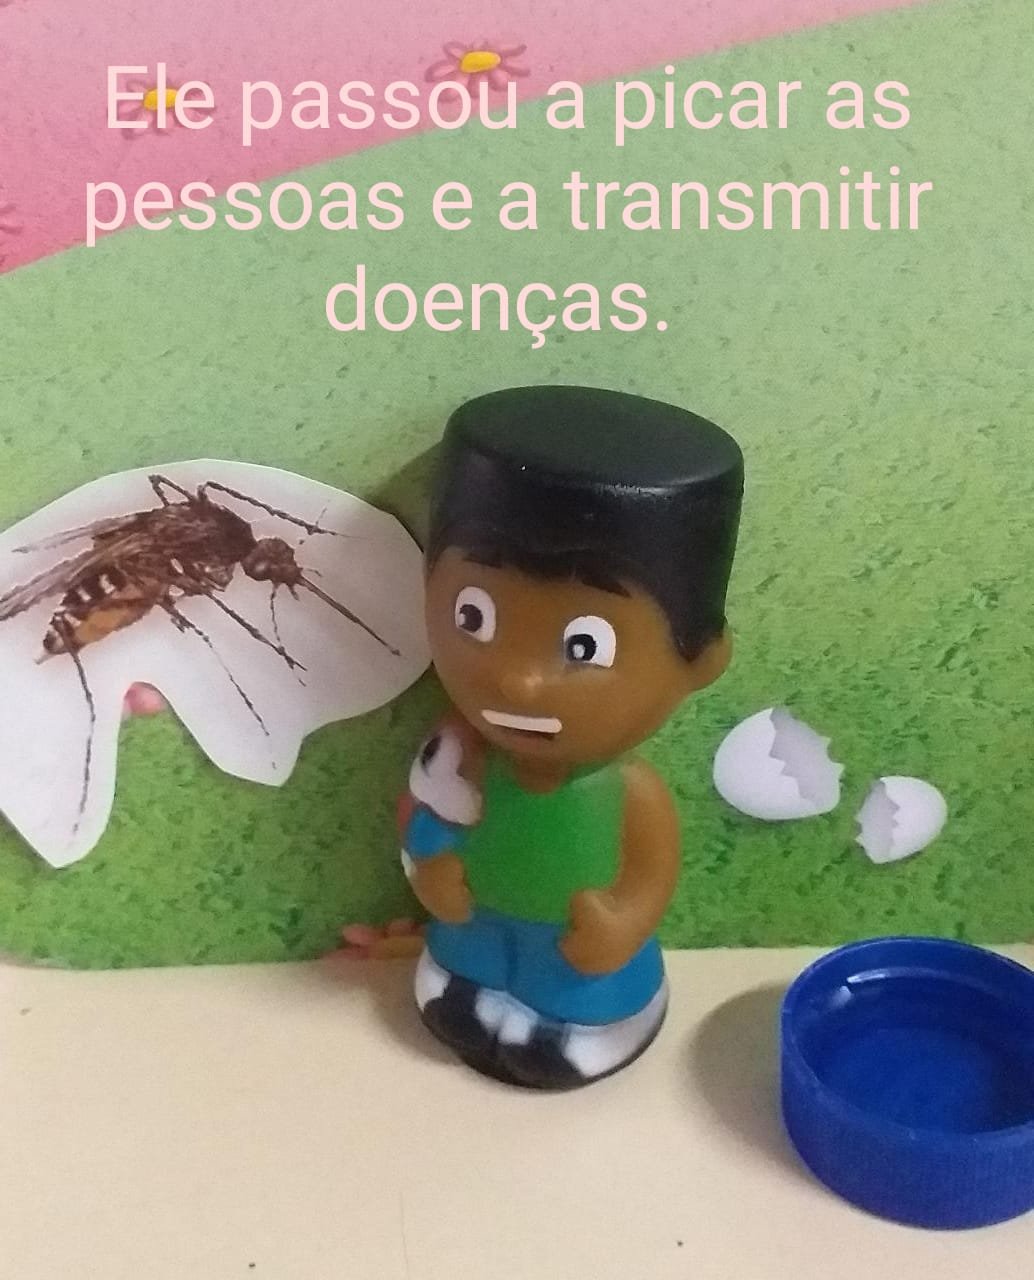 Ele passou a picar as
pessoas e a transmitir
doenças.